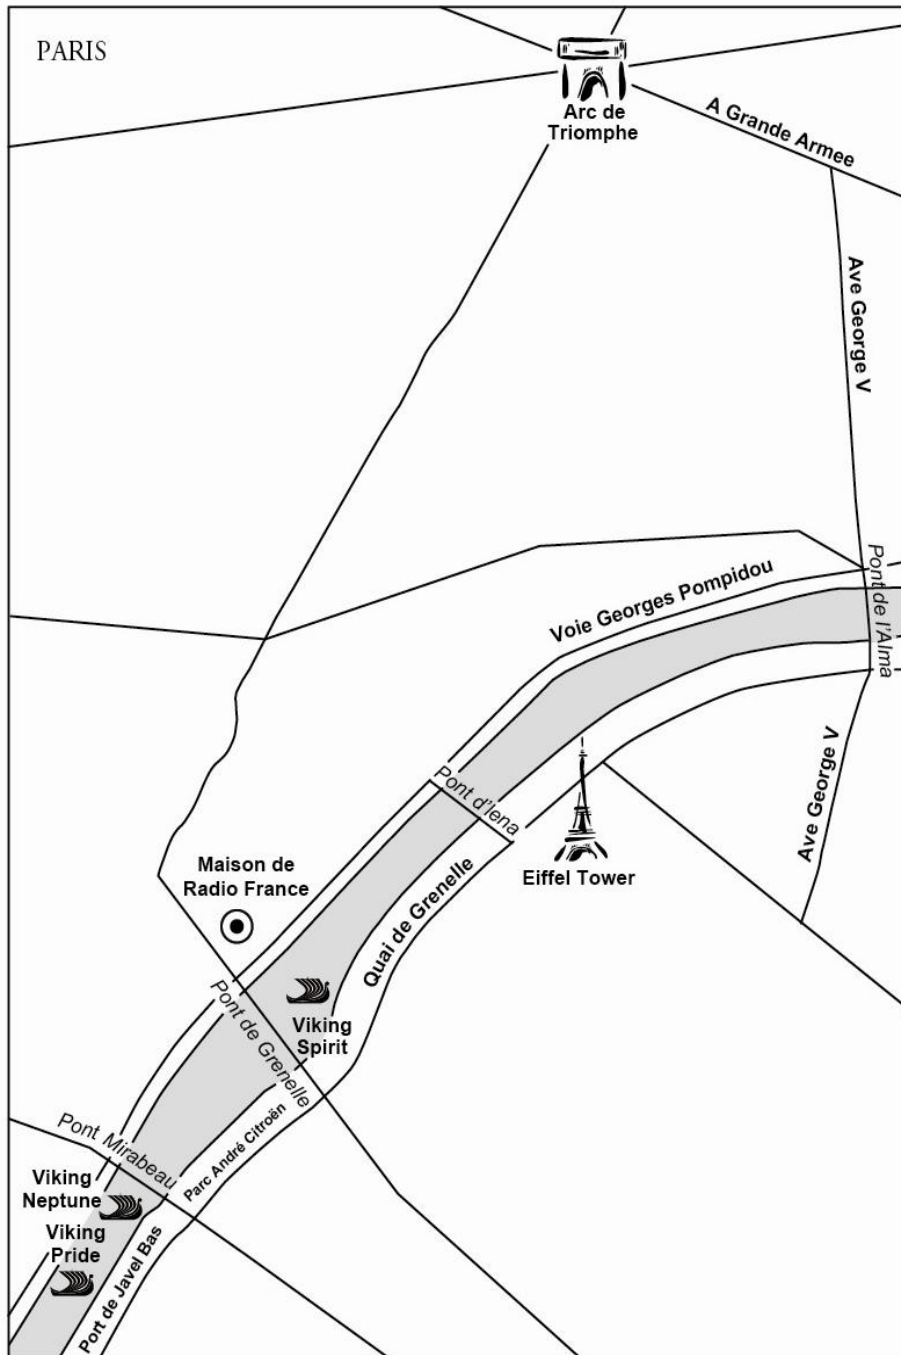 PARIS
Arc de
Triomphe
A Grande Armee
Ave George V
Pont de l'Alma
Voie Georges Pompidou
Ave George V
Pont d'Iena
Eiffel Tower
Maison de
Radio France
Quai de Grenelle
Pont de Grenelle
Viking
Spirit
Parc André Citroën
Pont Mirabeau
Viking
Neptune
Viking
Pride
Port de Javel Bas